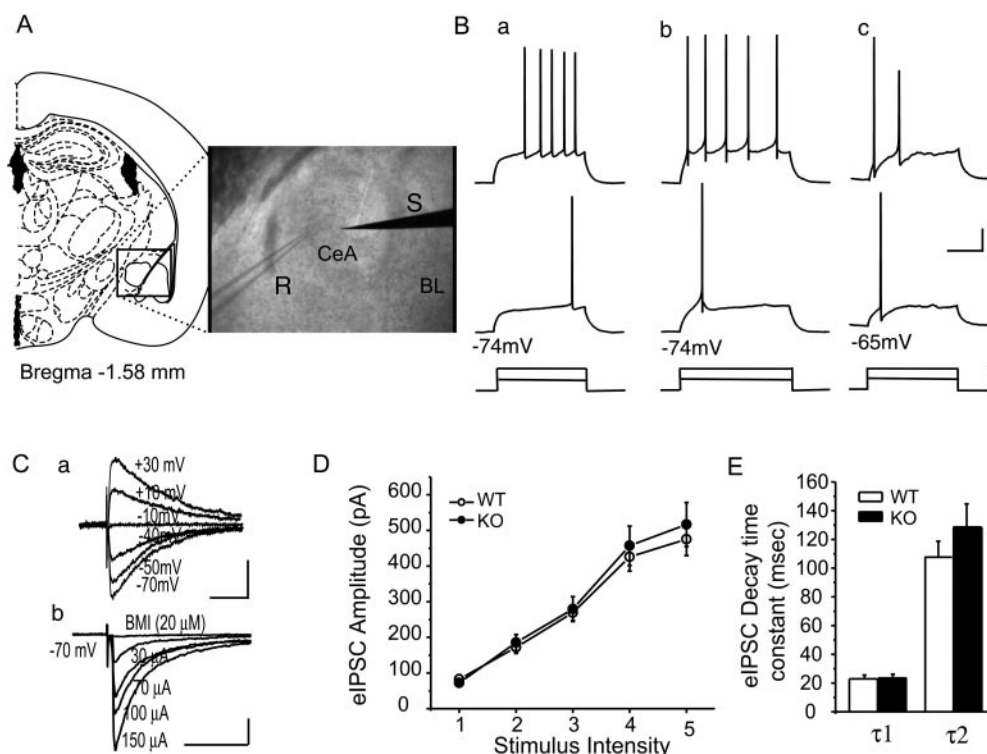 A
S
CeA
R
BL
Bregma -1.58 mm
B
a
b
c
-74mV
-74mV
-65mV
C
a
+30 mV
+10 mV
-10mV
-40mV
-50mV
-70mV
b
BMI (20 µM)
-70 mV
30 µA
70 µA
100 µA
150 µA
D
WT
KO
eIPSC Amplitude (pA)
600
500
400
300
200
100
0
1 2 3 4 5
Stimulus Intensity
E
WT
KO
eIPSC Decay time
constant (msec)
160
140
120
100
80
60
40
20
0
τ1 τ2